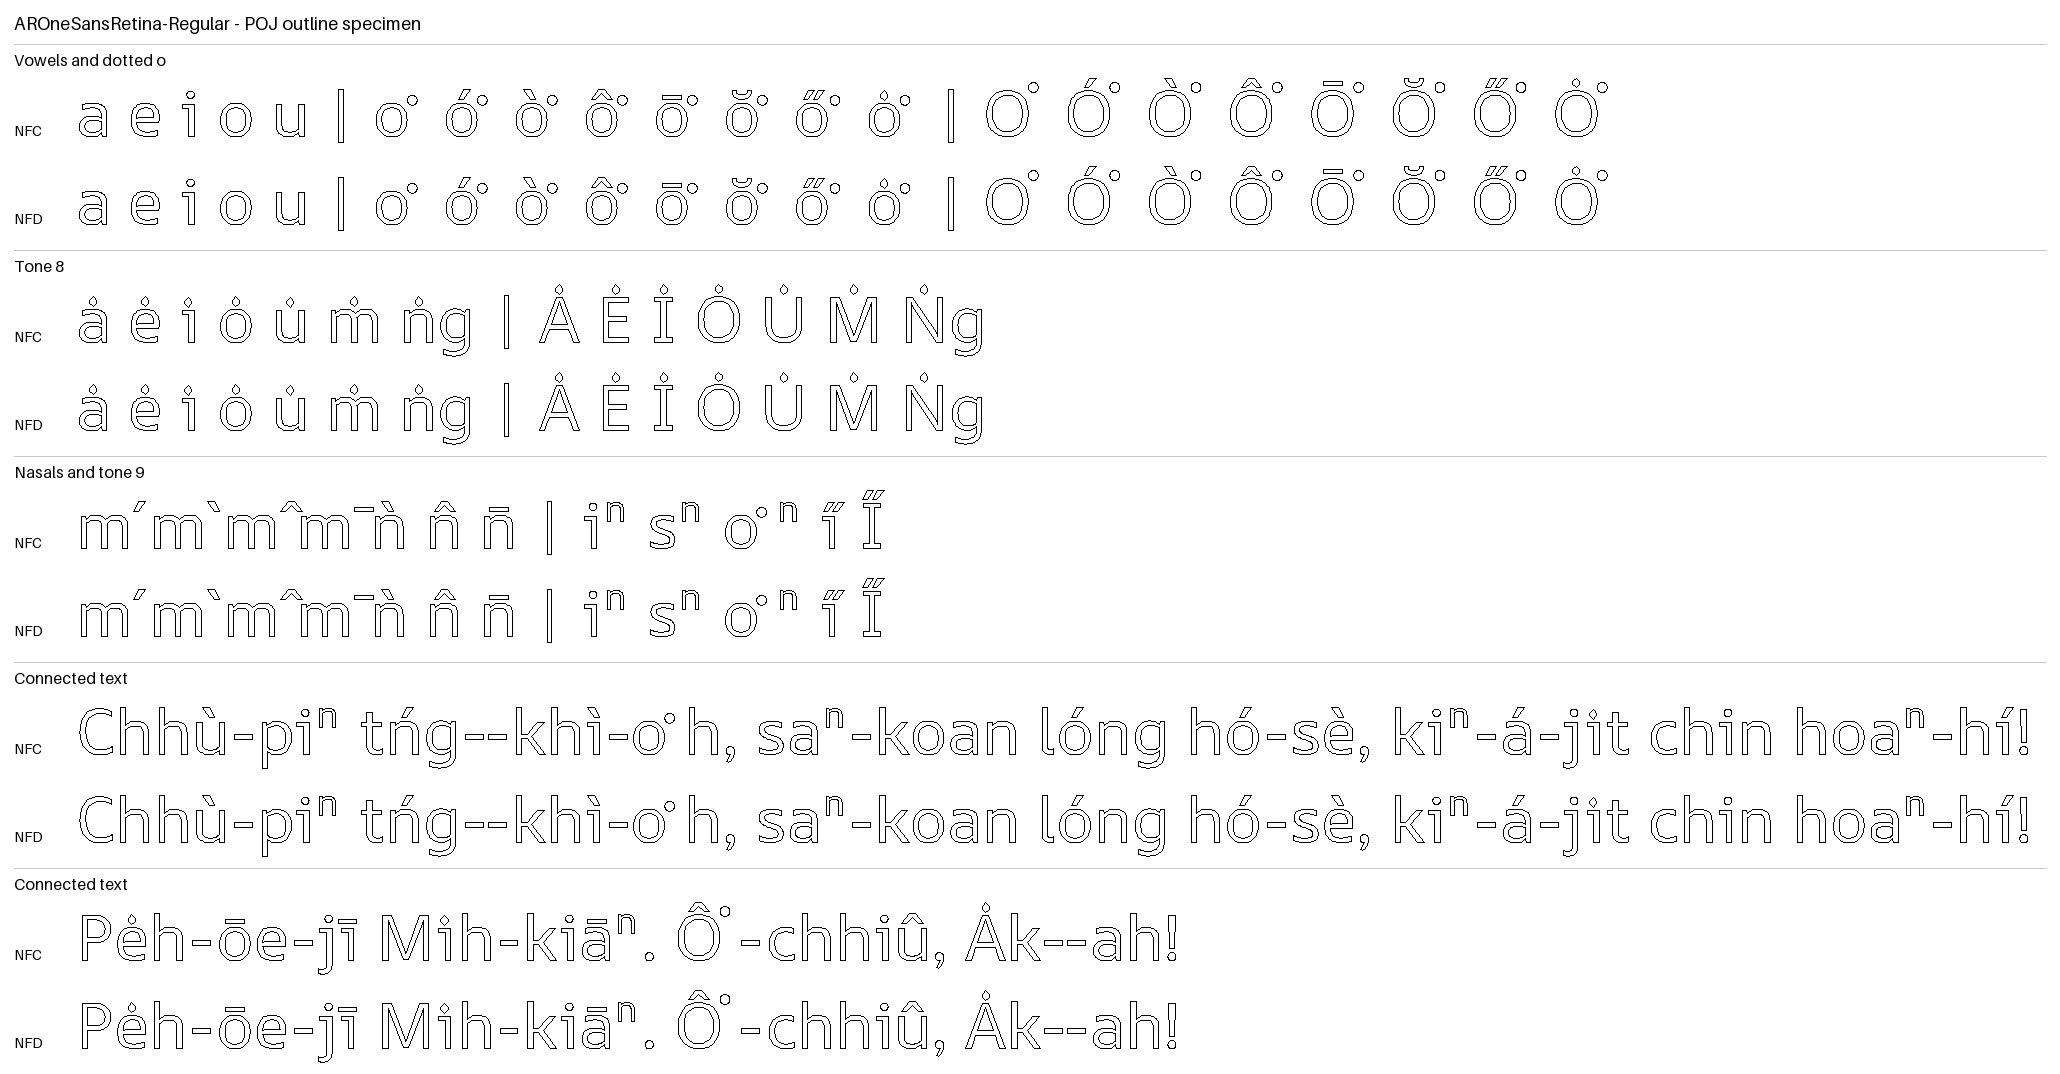 AROneSansRetina-Regular - POJ outline specimen
Vowels and dotted o
NFC a e i o u | o͘ ó͘ ò͘ ô͘ ō͘ ŏ͘ ő͘ o̍͘ | O͘ Ó͘ Ò͘ Ô͘ Ō͘ Ŏ͘ Ő͘ O̍͘
NFD a e i o u | o͘ ó͘ ò͘ ô͘ ō͘ ŏ͘ ő͘ o̍͘ | O͘ Ó͘ Ò͘ Ô͘ Ō͘ Ŏ͘ Ő͘ O̍͘
Tone 8
NFC a̍ e̍ i̍ o̍ u̍ m̍ n̍g | A̍ E̍ I̍ O̍ U̍ M̍ N̍g
NFD a̍ e̍ i̍ o̍ u̍ m̍ n̍g | A̍ E̍ I̍ O̍ U̍ M̍ N̍g
Nasals and tone 9
NFC ḿ m̀ m̂ m̄ ǹ n̂ n̄ | iⁿ sⁿ o͘ⁿ i̋ I̋
NFD ḿ m̀ m̂ m̄ ǹ n̂ n̄ | iⁿ sⁿ o͘ⁿ i̋ I̋
Connected text
NFC Chhù-piⁿ tńg--khì-o͘h, saⁿ-koan lóng hó-sè, kiⁿ-á-ji̍t chin hoaⁿ-hí!
NFD Chhù-piⁿ tńg--khì-o͘h, saⁿ-koan lóng hó-sè, kiⁿ-á-ji̍t chin hoaⁿ-hí!
Connected text
NFC Pe̍h-ōe-jī Mi̍h-kiāⁿ. Ô͘-chhiû, A̍k--ah!
NFD Pe̍h-ōe-jī Mi̍h-kiāⁿ. Ô͘-chhiû, A̍k--ah!